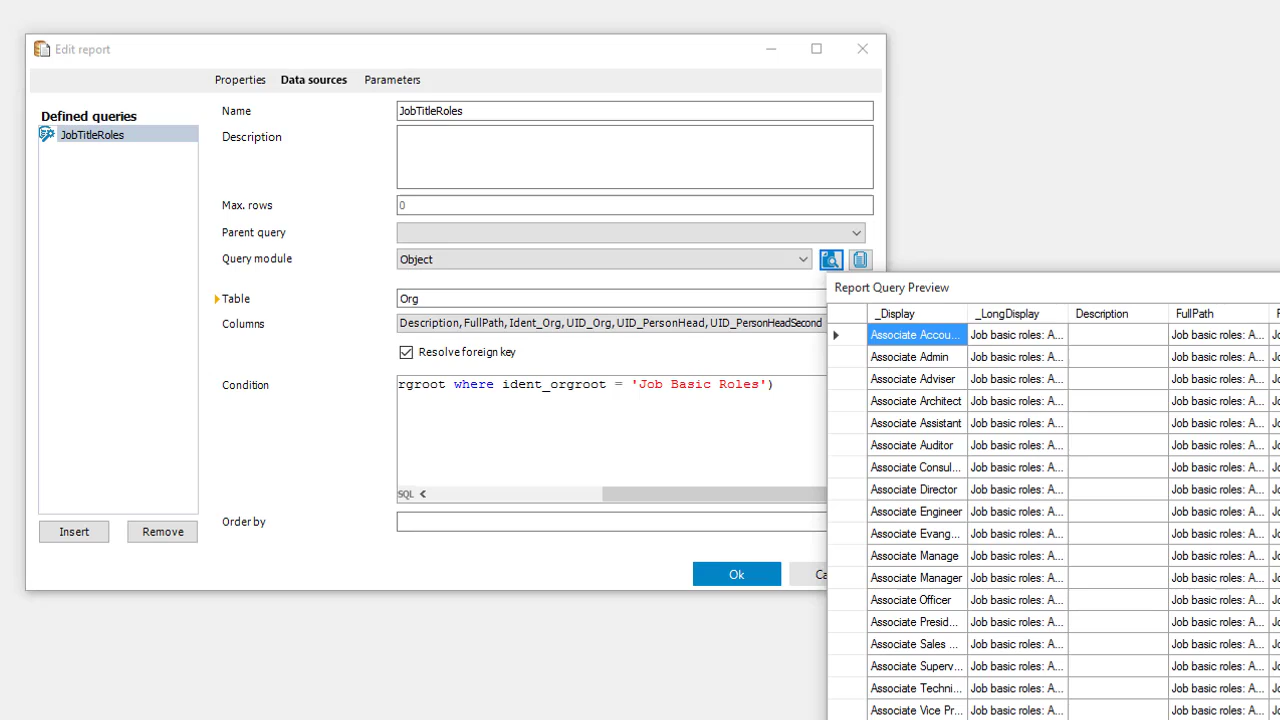 Edit report
Properties Data sources Parameters
Defined queries
JobTitleRoles
Insert Remove
Name JobTitleRoles
Description
Max. rows 0
Parent query
Query module Object
Table Org
Columns Description, FullPath, Ident_Org, UID_Org, UID_PersonHead, UID_PersonHeadSecond
Resolve foreign key
Condition rgroot where ident_orgroot = 'Job Basic Roles')
SQL
Order by
Ok Ca
Report Query Preview
_Display _LongDisplay Description FullPath
Associate Accou... Job basic roles: A... Job basic roles: A...
Associate Admin Job basic roles: A... Job basic roles: A...
Associate Adviser Job basic roles: A... Job basic roles: A...
Associate Architect Job basic roles: A... Job basic roles: A...
Associate Assistant Job basic roles: A... Job basic roles: A...
Associate Auditor Job basic roles: A... Job basic roles: A...
Associate Consul... Job basic roles: A... Job basic roles: A...
Associate Director Job basic roles: A... Job basic roles: A...
Associate Engineer Job basic roles: A... Job basic roles: A...
Associate Evang... Job basic roles: A... Job basic roles: A...
Associate Manage Job basic roles: A... Job basic roles: A...
Associate Manager Job basic roles: A... Job basic roles: A...
Associate Officer Job basic roles: A... Job basic roles: A...
Associate Presid... Job basic roles: A... Job basic roles: A...
Associate Sales ... Job basic roles: A... Job basic roles: A...
Associate Superv... Job basic roles: A... Job basic roles: A...
Associate Techni... Job basic roles: A... Job basic roles: A...
Associate Vice Pr... Job basic roles: A... Job basic roles: A...